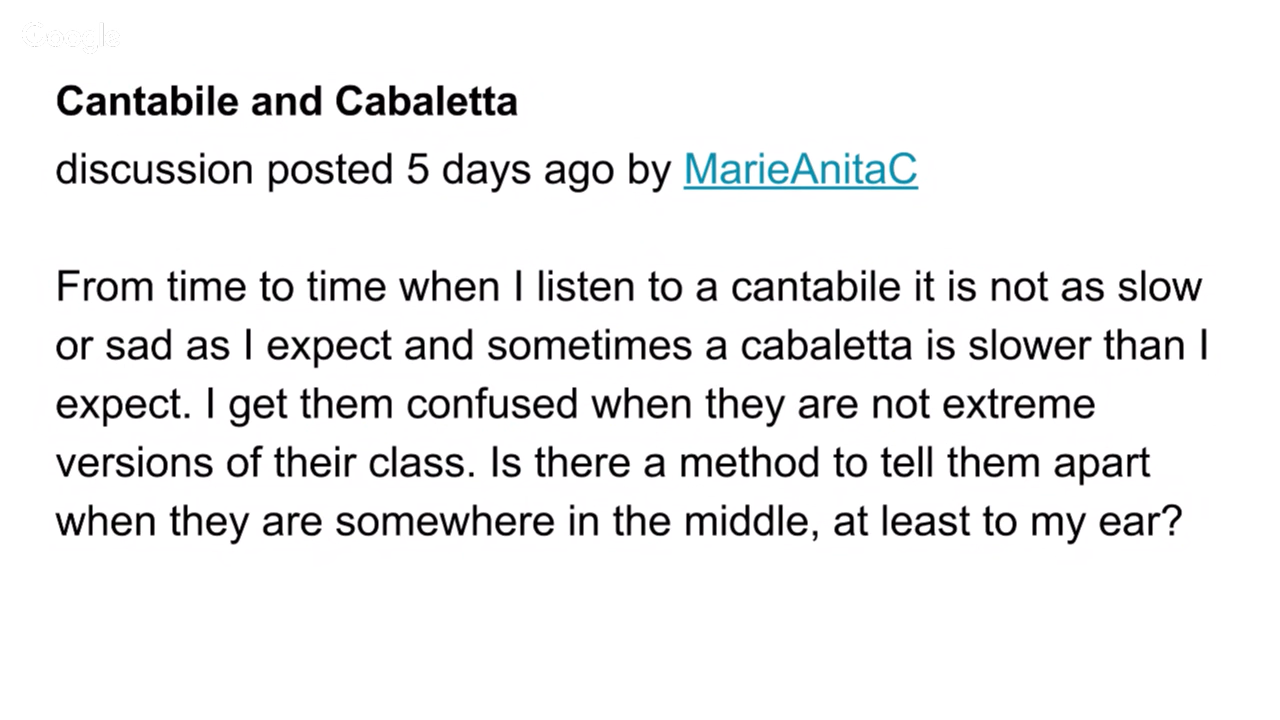 Google
Cantabile and Cabaletta
discussion posted 5 days ago by MarieAnitaC
From time to time when I listen to a cantabile it is not as slow
or sad as I expect and sometimes a cabaletta is slower than I
expect. I get them confused when they are not extreme
versions of their class. Is there a method to tell them apart
when they are somewhere in the middle, at least to my ear?